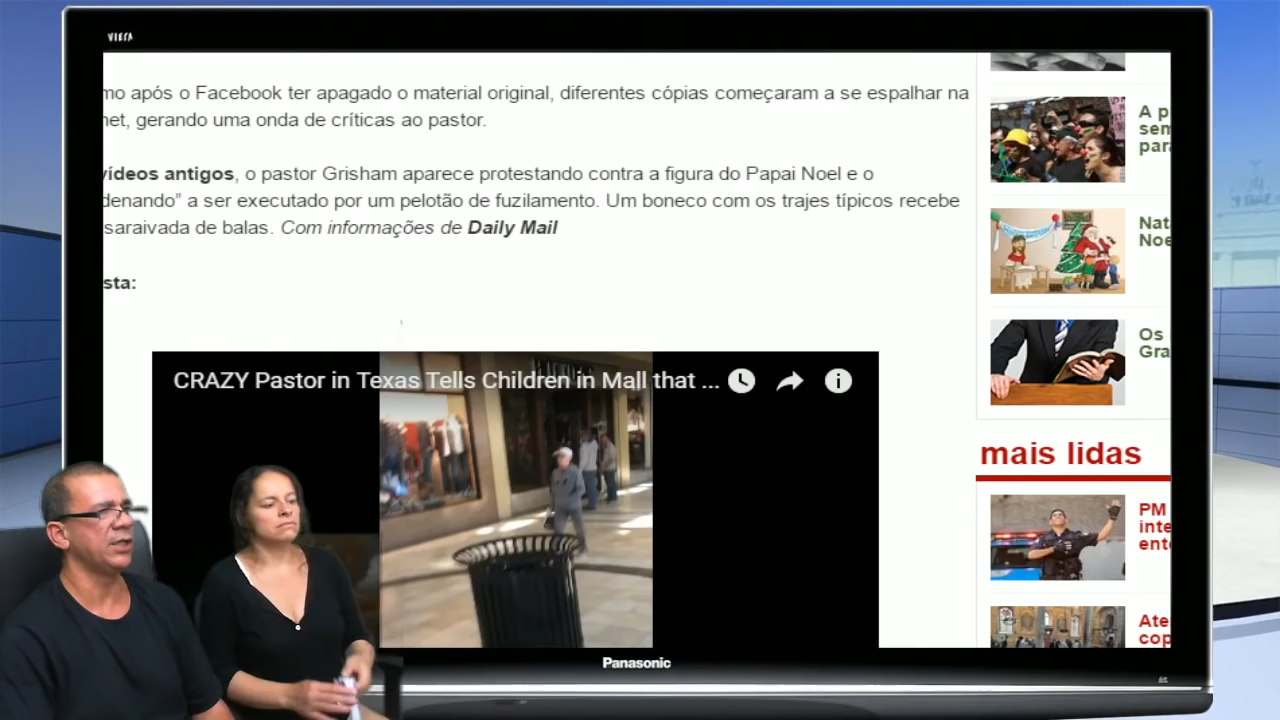 VIErA
mo após o Facebook ter apagado o material original, diferentes cópias começaram a se espalhar na
net, gerando uma onda de críticas ao pastor.
vídeos antigos, o pastor Grisham aparece protestando contra a figura do Papai Noel e o
denando” a ser executado por um pelotão de fuzilamento. Um boneco com os trajes típicos recebe
saraivada de balas. Com informações de Daily Mail
sta:
CRAZY Pastor in Texas Tells Children in Mall that ...
A p
sem
para
Nat
Noe
Os
Gra
mais lidas
PM
inte
ente
Ate
cop
Panasonic